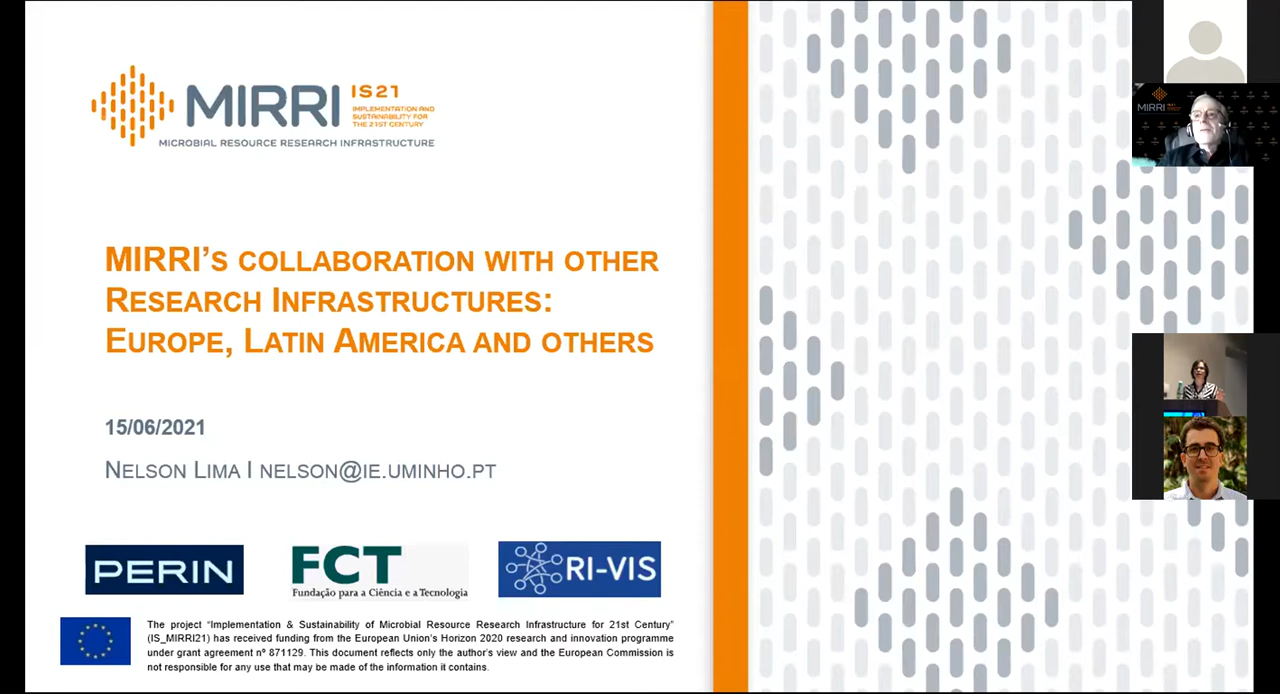 MIRRI IS21
IMPLEMENTATION AND
SUSTAINABILITY FOR
THE 21ST CENTURY
MICROBIAL RESOURCE RESEARCH INFRASTRUCTURE
MIRRI
MIRRI'S COLLABORATION WITH OTHER
RESEARCH INFRASTRUCTURES:
EUROPE, LATIN AMERICA AND OTHERS
15/06/2021
NELSON LIMA I NELSON@IE.UMINHO.PT
PERIN
FCT
Fundação para a Ciência e a Tecnologia
RI-VIS
The project “Implementation & Sustainability of Microbial Resource Research Infrastructure for 21st Century”
(IS_MIRRI21) has received funding from the European Union's Horizon 2020 research and innovation programme
under grant agreement nº 871129. This document reflects only the author's view and the European Commission is
not responsible for any use that may be made of the information it contains.